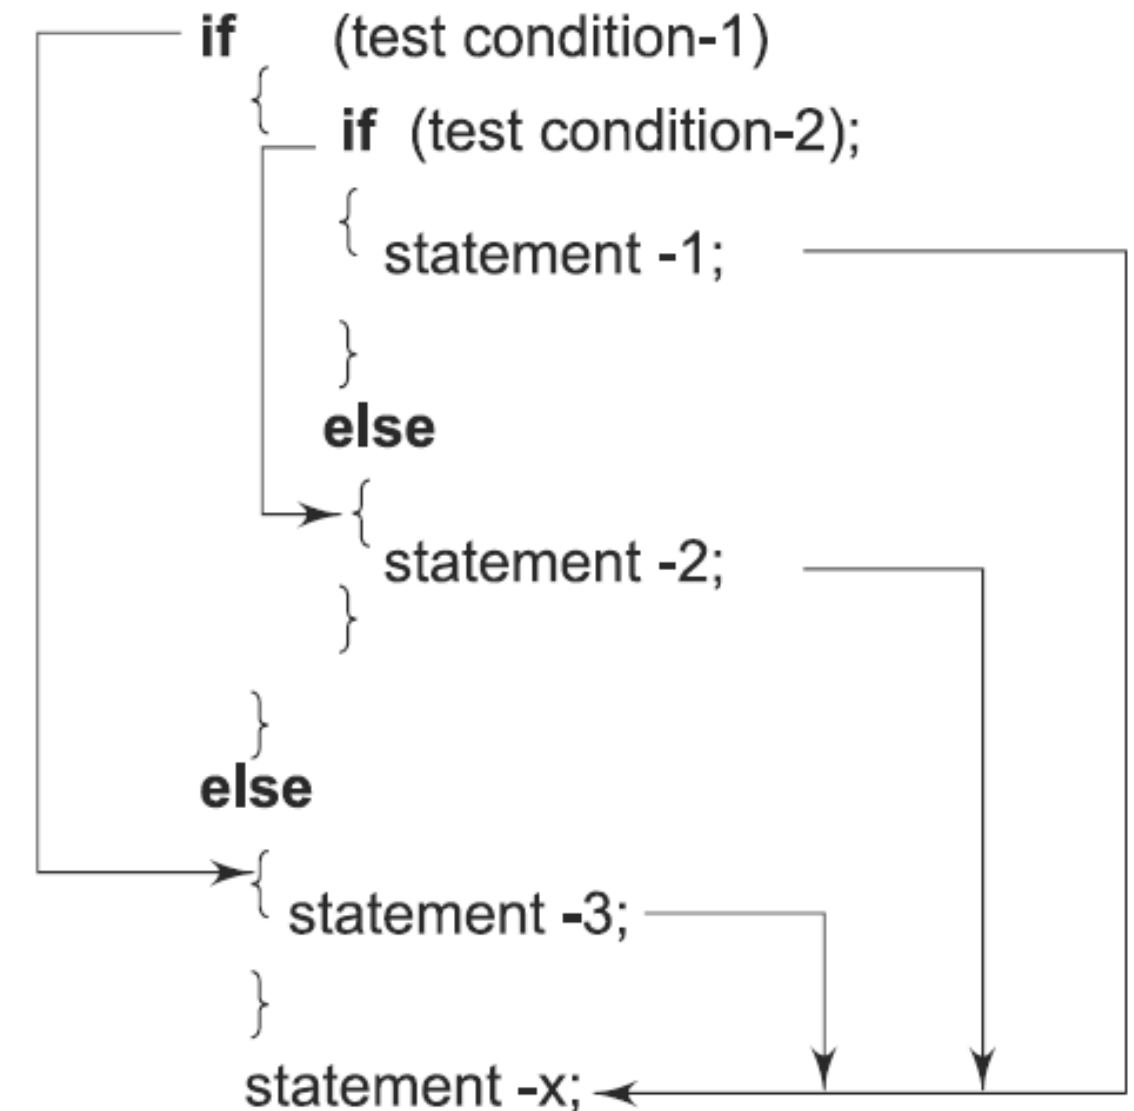 if (test condition-1)
{
if (test condition-2);
{
statement -1;
}
else
{
statement -2;
}
}
else
{
statement -3;
}
statement -x;